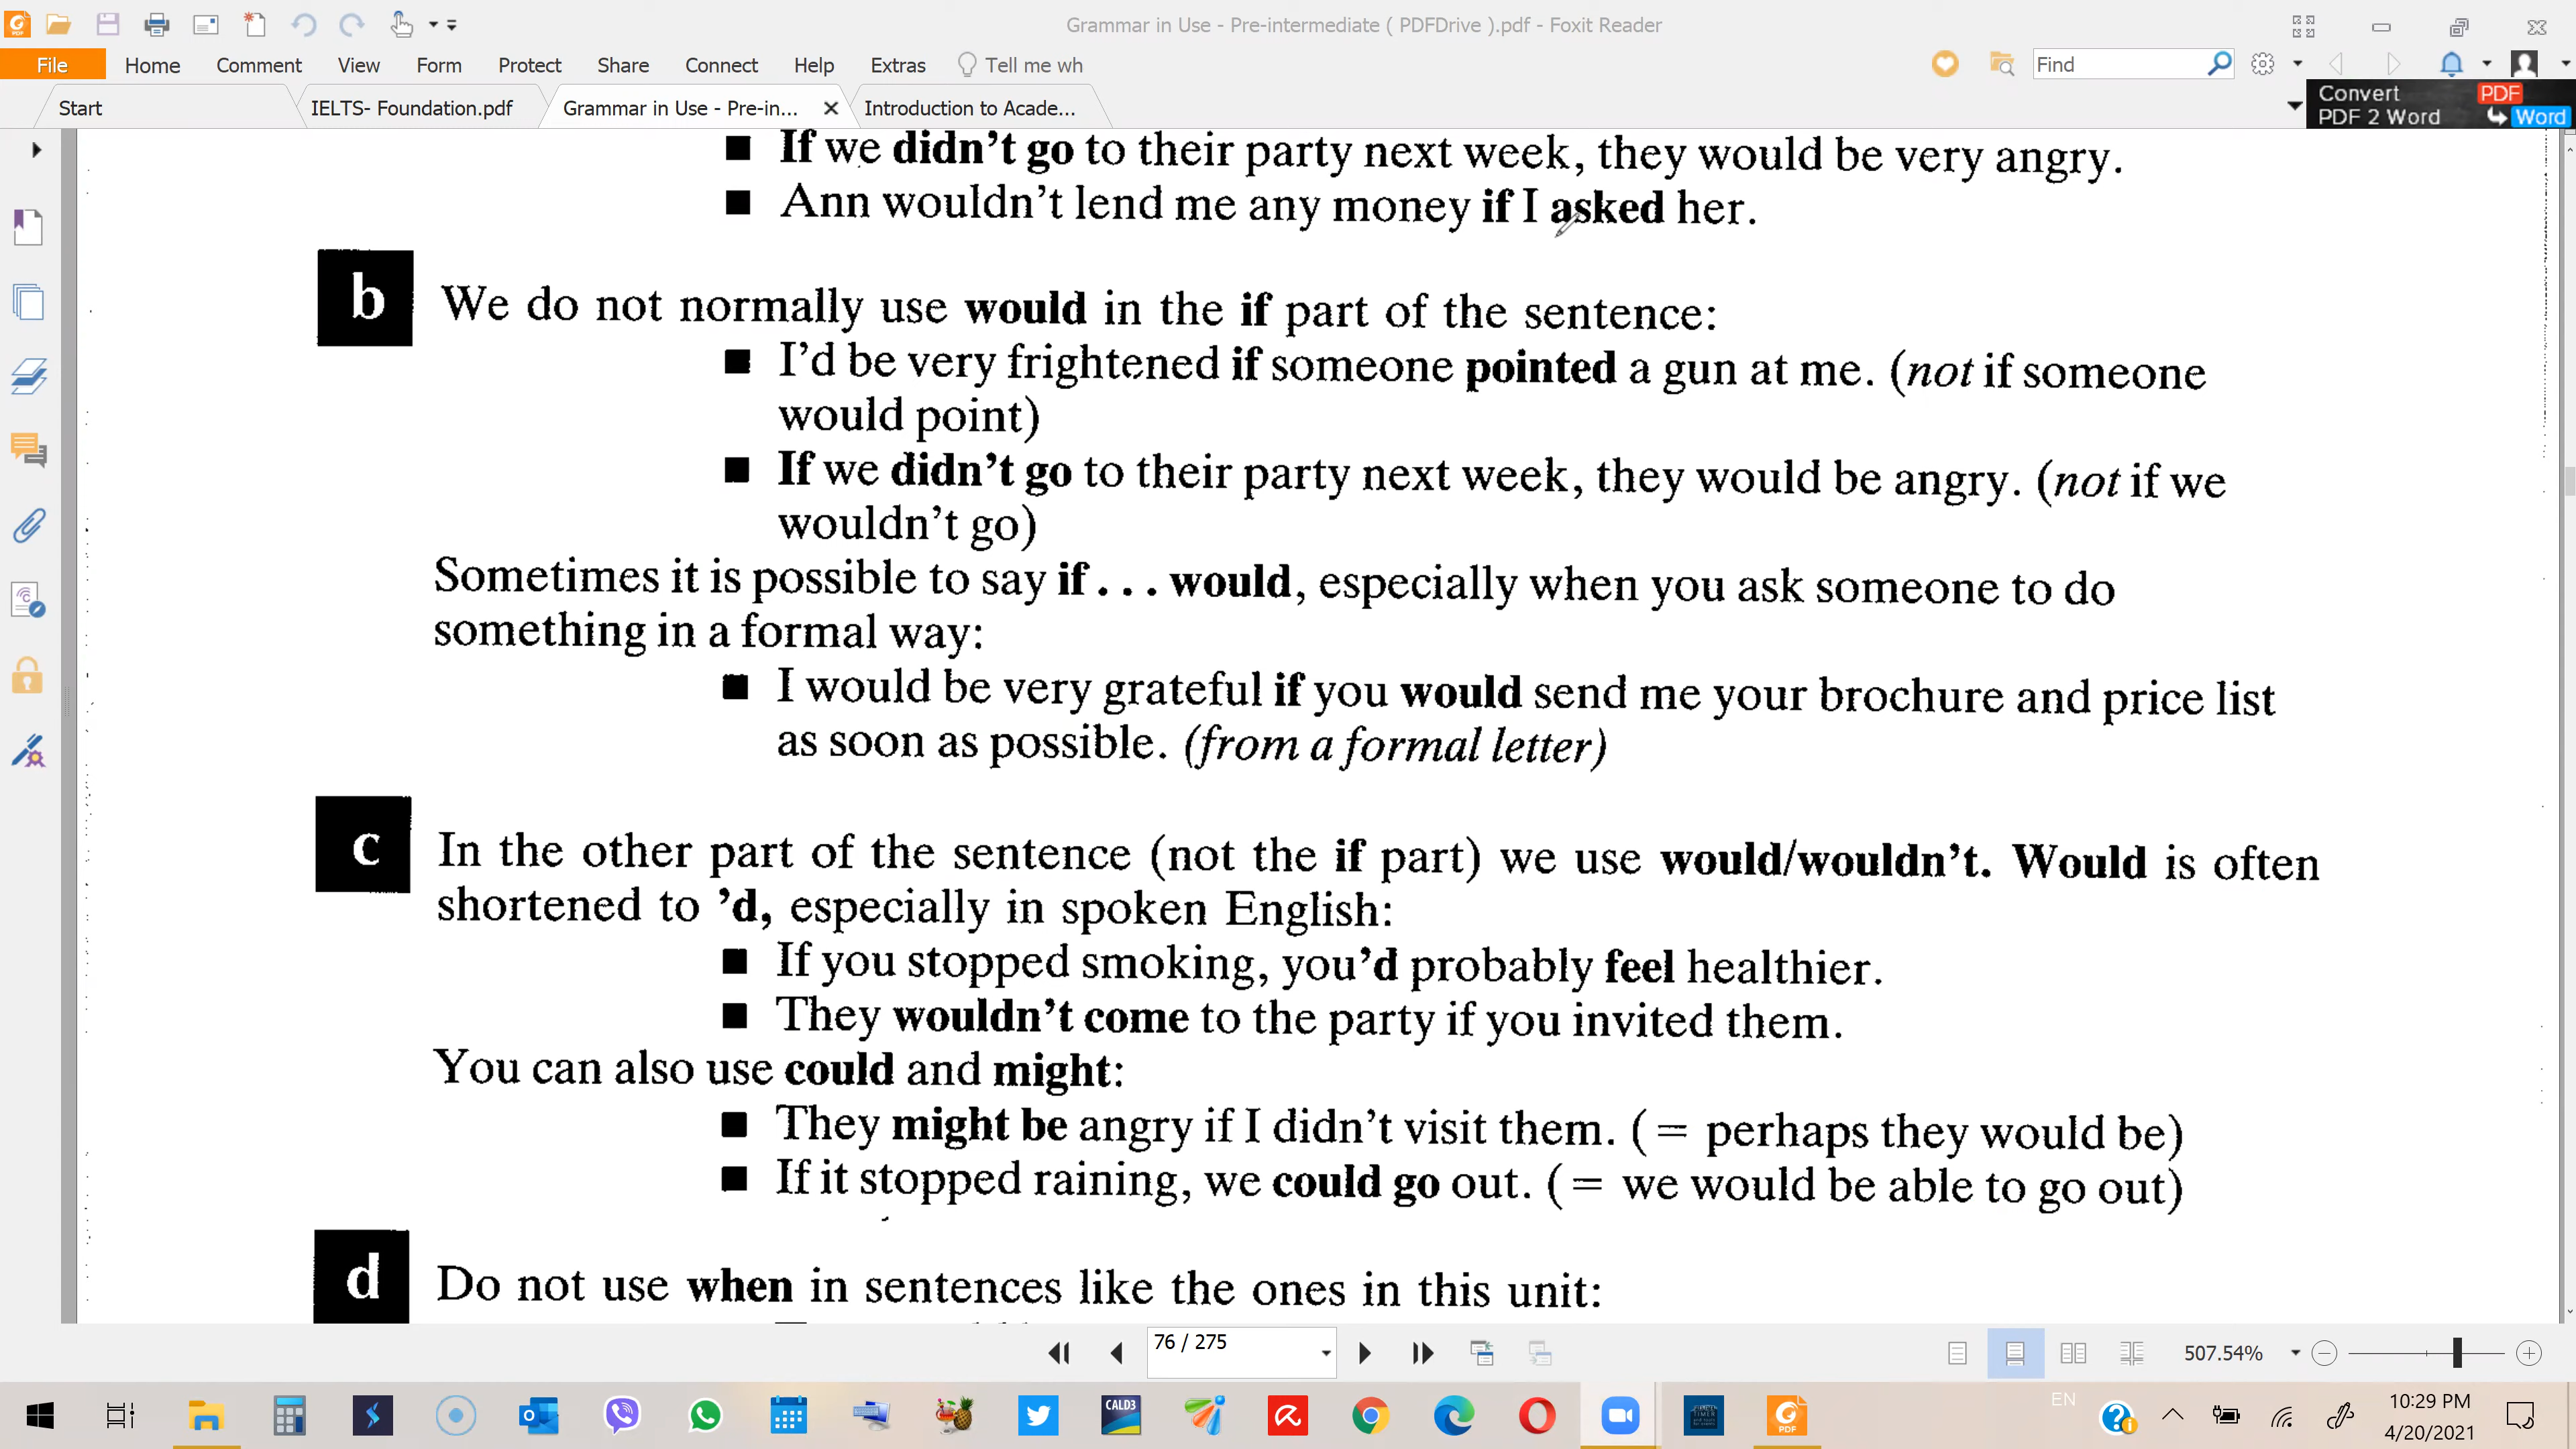 Grammar in Use - Pre-intermediate ( PDFDrive ).pdf - Foxit Reader
File Home Comment View Form Protect Share Connect Help Extras Tell me wh Find
Start IELTS- Foundation.pdf Grammar in Use - Pre-in... Introduction to Acade...
Convert PDF
PDF 2 Word Word
■ If we didn't go to their party next week, they would be very angry.
■ Ann wouldn't lend me any money if I asked her.
b We do not normally use would in the if part of the sentence:
■ I'd be very frightened if someone pointed a gun at me. (not if someone
would point)
■ If we didn't go to their party next week, they would be angry. (not if we
wouldn't go)
Sometimes it is possible to say if . . . would, especially when you ask someone to do
something in a formal way:
■ I would be very grateful if you would send me your brochure and price list
as soon as possible. (from a formal letter)
c In the other part of the sentence (not the if part) we use would/wouldn't. Would is often
shortened to 'd, especially in spoken English:
■ If you stopped smoking, you'd probably feel healthier.
■ They wouldn't come to the party if you invited them.
You can also use could and might:
■ They might be angry if I didn't visit them. ( = perhaps they would be)
■ If it stopped raining, we could go out. ( = we would be able to go out)
d Do not use when in sentences like the ones in this unit:
76 / 275 507.54%
CALD3 EN 10:29 PM
4/20/2021